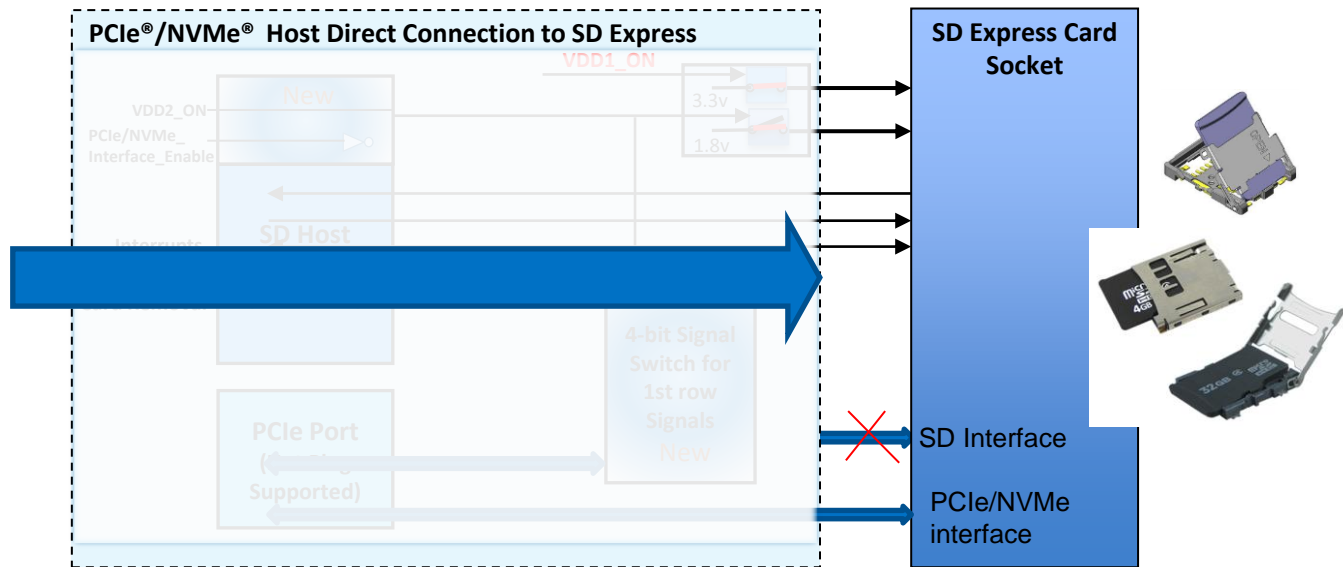 PCIe®/NVMe® Host Direct Connection to SD Express
SD Express Card
Socket
VDD1_ON
New
VDD2_ON
3.3v
PCIe/NVMe_
Interface_Enable
1.8v
OPEN
SD Host
Interrupts
micro
4GB
4-bit Signal
Switch for
1st row
Signals
New
32GB
PCIe Port
Supported)
SD Interface
PCIe/NVMe
interface